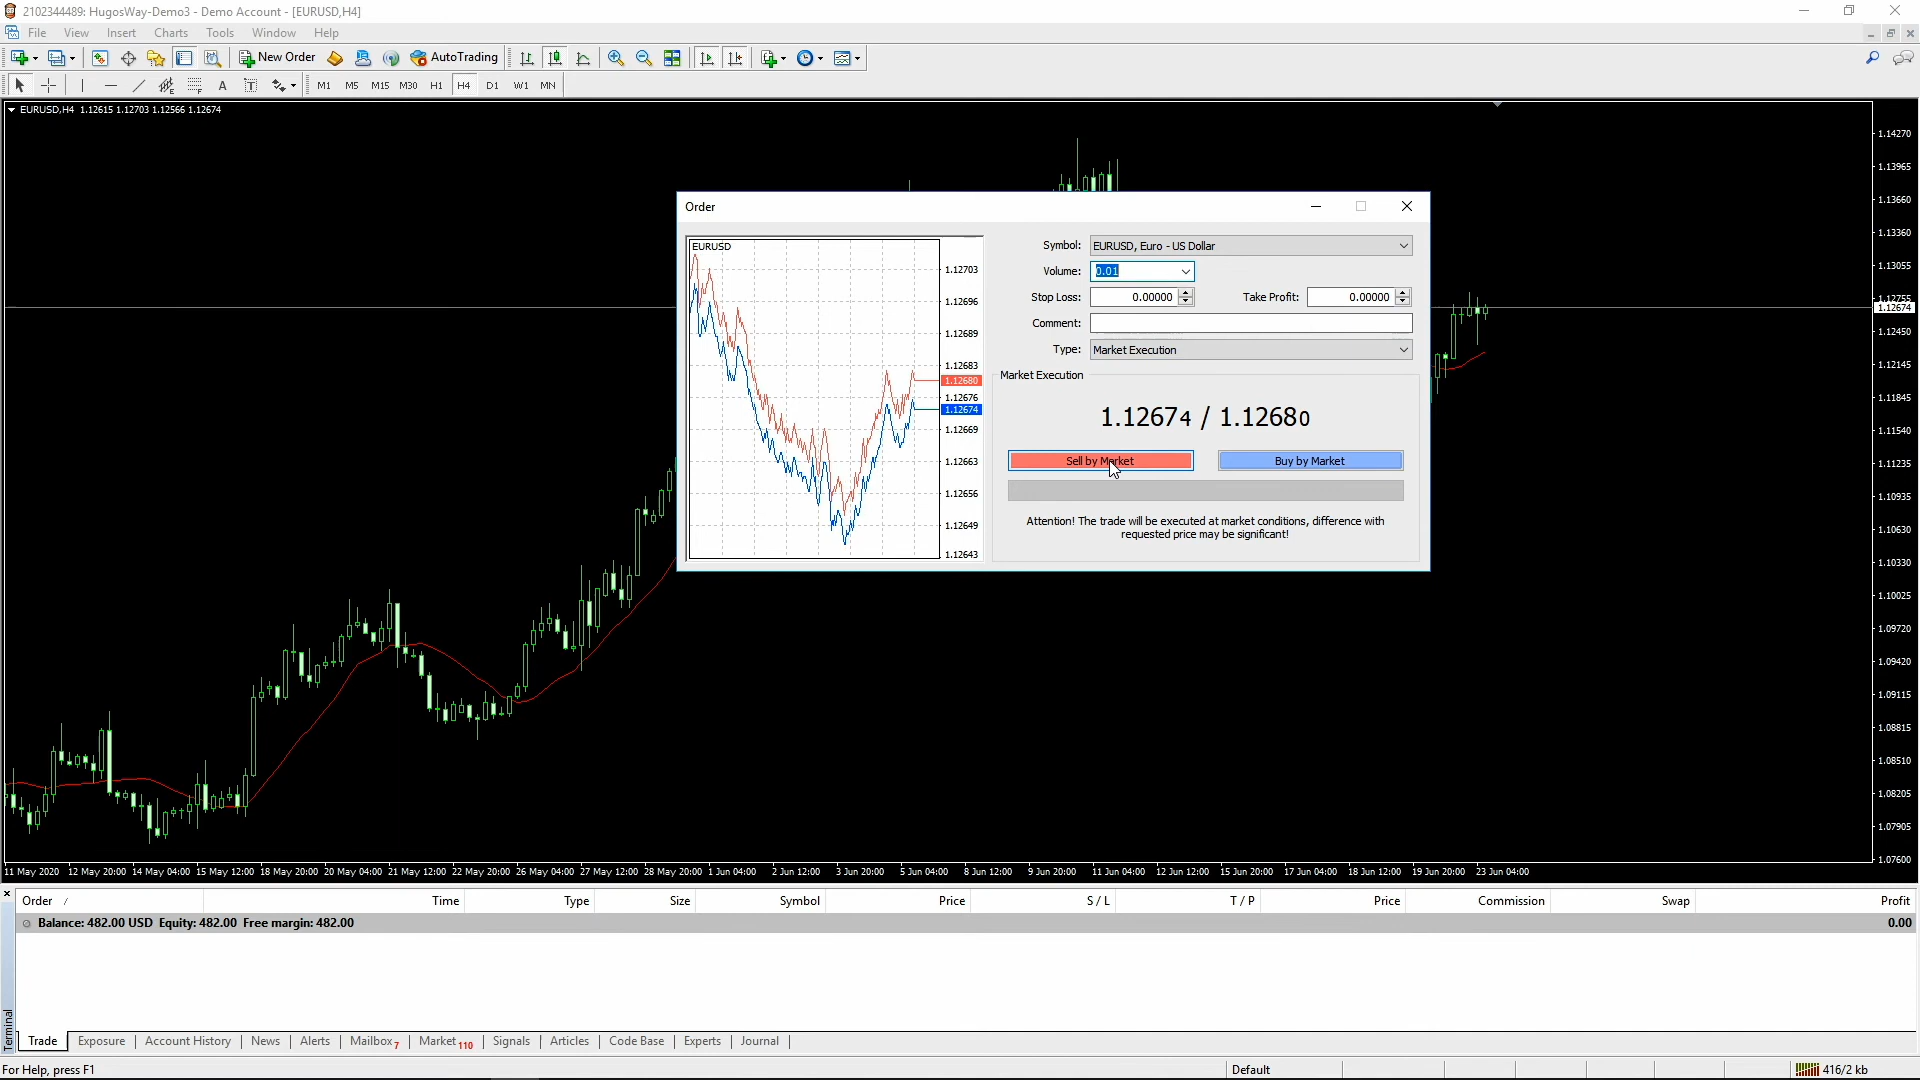 2102344489: HugosWay-Demo3 - Demo Account - [EURUSD,H4]
File View Insert Charts Tools Window Help
New Order AutoTrading
A T M1 M5 M15 M30 H1 H4 D1 W1 MN
EURUSD,H4 1.12615 1.12703 1.12566 1.12674
1.14270
1.13965
1.13660
1.13360
1.13055
1.12755
1.12674
1.12450
1.12145
1.11845
1.11540
1.11235
1.10935
1.10630
1.10330
1.10025
1.09720
1.09420
1.09115
1.08815
1.08510
1.08205
1.07905
1.07600
Order
EURUSD
1.12703
1.12696
1.12689
1.12683
1.12680
1.12676
1.12674
1.12669
1.12663
1.12656
1.12649
1.12643
Symbol: EURUSD, Euro - US Dollar
Volume: 0.01
Stop Loss: 0.00000 Take Profit: 0.00000
Comment:
Type: Market Execution
Market Execution
1.12674 / 1.12680
Sell by Market Buy by Market
Attention! The trade will be executed at market conditions, difference with
requested price may be significant!
11 May 2020 12 May 20:00 14 May 04:00 15 May 12:00 18 May 20:00 20 May 04:00 21 May 12:00 22 May 20:00 26 May 04:00 27 May 12:00 28 May 20:00 1 Jun 04:00 2 Jun 12:00 3 Jun 20:00 5 Jun 04:00 8 Jun 12:00 9 Jun 20:00 11 Jun 04:00 12 Jun 12:00 15 Jun 20:00 17 Jun 04:00 18 Jun 12:00 19 Jun 20:00 23 Jun 04:00
Order / Time Type Size Symbol Price S / L T / P Price Commission Swap Profit
Balance: 482.00 USD Equity: 482.00 Free margin: 482.00 0.00
Terminal
Trade Exposure Account History News Alerts Mailbox 7 Market 110 Signals Articles Code Base Experts Journal
For Help, press F1 Default 416/2 kb